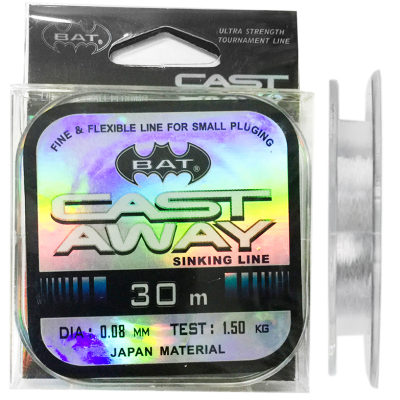 BAT.
ULTRA STRENGTH
TOURNAMENT LINE
CAST
FINE & FLEXIBLE LINE FOR SMALL PLUGING
BAT.
CAST
AWAY
SINKING LINE
30 m
DIA : 0.08 MM TEST : 1.50 KG
JAPAN MATERIAL